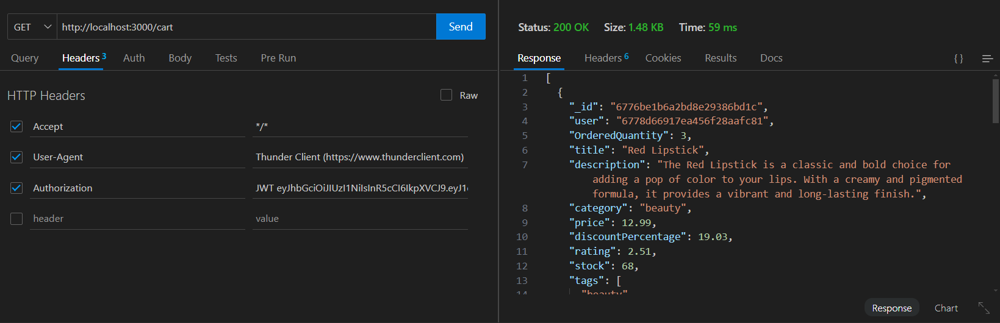 GET http://localhost:3000/cart Send
Query Headers 3 Auth Body Tests Pre Run
HTTP Headers Raw
Accept */*
User-Agent Thunder Client (https://www.thunderclient.com)
Authorization JWT eyJhbGciOiJIUzI1NiIsInR5cCI6IkpXVCJ9.eyJ1
header value
Status: 200 OK Size: 1.48 KB Time: 59 ms
Response Headers 6 Cookies Results Docs { }
1 [
2 {
3 "_id": "6776be1b6a2bd8e29386bd1c",
4 "user": "6778d66917ea456f28aafc81",
5 "OrderedQuantity": 3,
6 "title": "Red Lipstick",
7 "description": "The Red Lipstick is a classic and bold choice for
adding a pop of color to your lips. With a creamy and pigmented
formula, it provides a vibrant and long-lasting finish.",
8 "category": "beauty",
9 "price": 12.99,
10 "discountPercentage": 19.03,
11 "rating": 2.51,
12 "stock": 68,
13 "tags": [
14 "beauty"
Response Chart